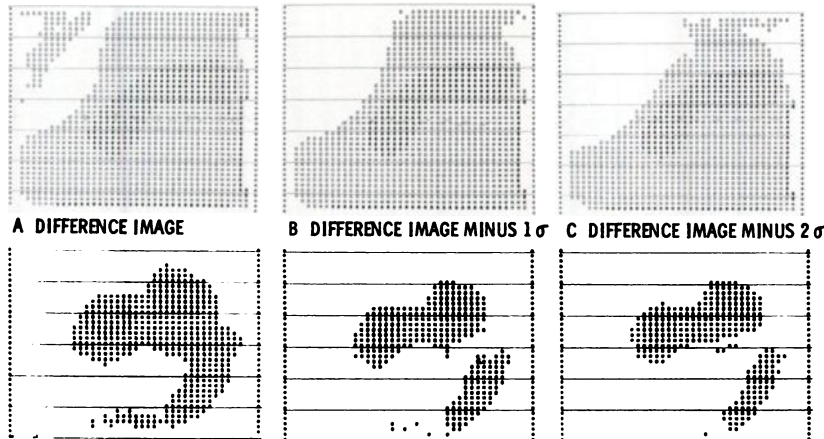 A DIFFERENCE IMAGE
B DIFFERENCE IMAGE MINUS 1 σ
C DIFFERENCE IMAGE MINUS 2 σ